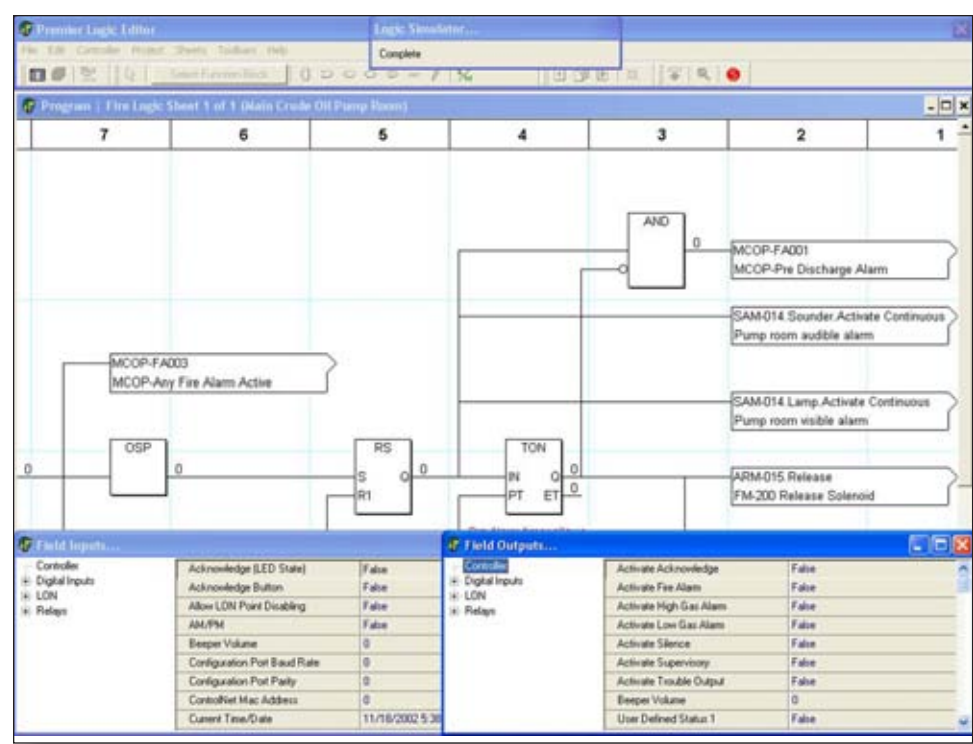 Premier Logic Editor
Logic Simulator...
File Edit Controller Project Sheets Toolbars Help
Complete
Select Function Block
Program | Fire Logic Sheet 1 of 1 (Main Crude Oil Pump Room)
7 6 5 4 3 2 1
AND
0
MCOP-FA001
MCOP-Pre Discharge Alarm
SAM-014.Sounder.Activate Continuous
Pump room audible alarm
MCOP-FA003
MCOP-Any Fire Alarm Active
SAM-014.Lamp.Activate Continuous
Pump room visible alarm
OSP RS TON
0 0 0 0
S Q IN Q
0
R1 PT ET
ARM-015.Release
FM-200 Release Solenoid
Field Inputs...
Controller
Digital Inputs
LON
Relays
Acknowledge (LED State) False
Acknowledge Button False
Allow LON Point Disabling False
AM/PM False
Beeper Volume 0
Configuration Port Baud Rate 0
Configuration Port Parity 0
ControlNet Mac Address 0
Current Time/Date 11/16/2002 5:38
Field Outputs...
Controller
Digital Inputs
LON
Relays
Activate Acknowledge False
Activate Fire Alarm False
Activate High Gas Alarm False
Activate Low Gas Alarm False
Activate Silence False
Activate Supervisory False
Activate Trouble Output False
Beeper Volume 0
User Defined Status 1 False